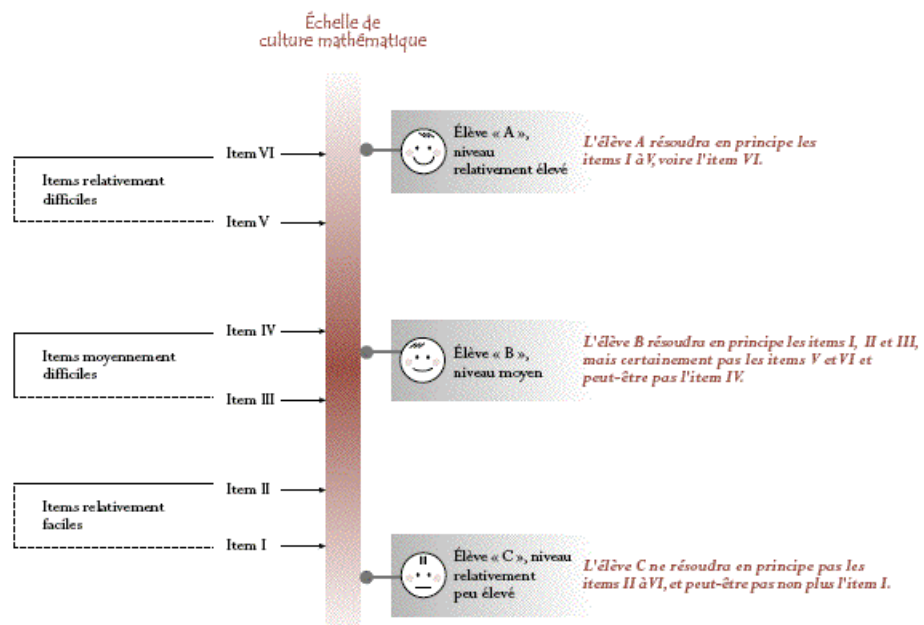 Échelle de
culture mathématique
Élève « A »,
niveau
relativement élevé
L'élève A résoudra en principe les
items I à V, voire l'item VI.
Item VI
Items relativement
difficiles
Item V
Item IV
Items moyennement
difficiles
Item III
Élève « B »,
niveau moyen
L'élève B résoudra en principe les items I, II et III,
mais certainement pas les items V et VI et
peut-être pas l'item IV.
Item II
Items relativement
faciles
Item I
Élève « C », niveau
relativement
peu élevé
L'élève C ne résoudra en principe pas les
items II à VI, et peut-être pas non plus l'item I.